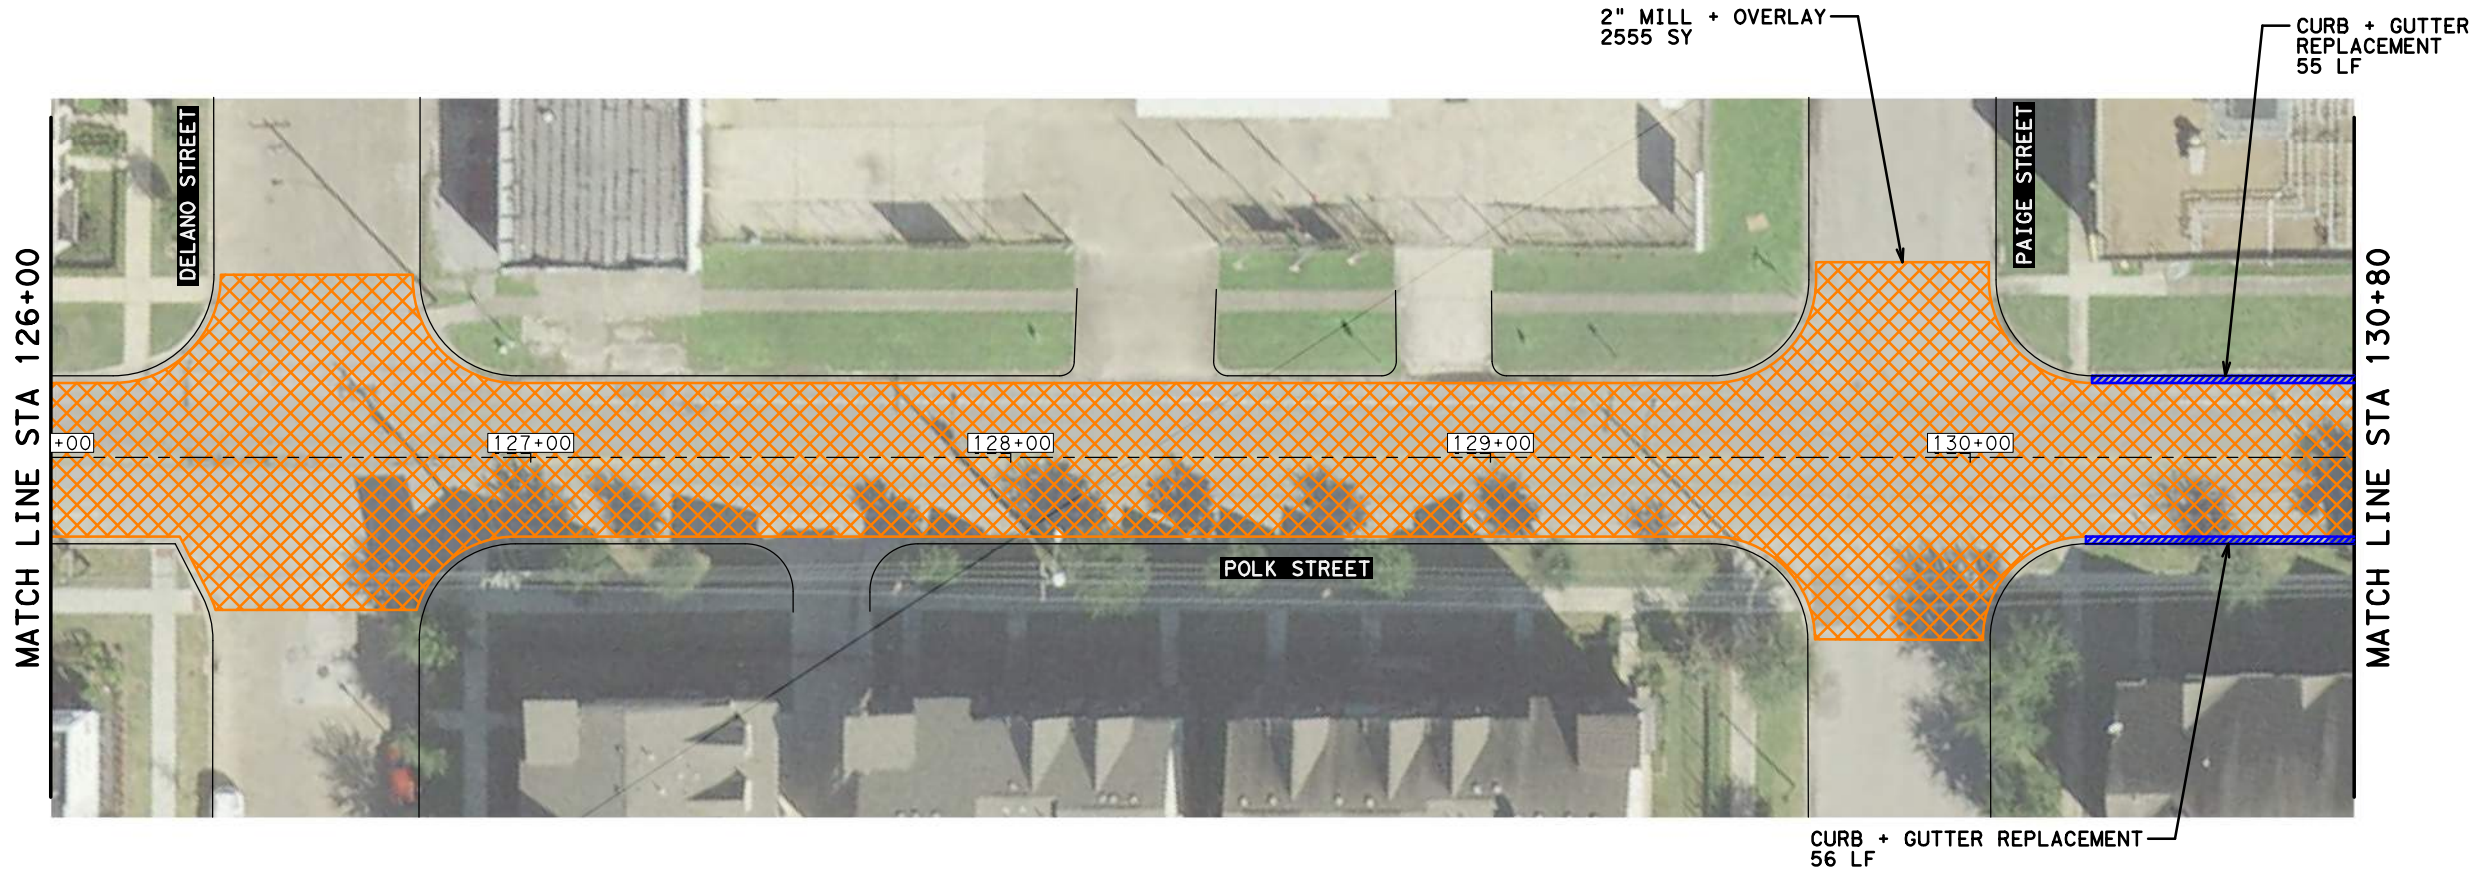 2" MILL + OVERLAY
2555 SY
CURB + GUTTER
REPLACEMENT
55 LF
DELANO STREET
PAIGE STREET
MATCH LINE STA 126+00
MATCH LINE STA 130+80
+00
127+00
128+00
129+00
130+00
POLK STREET
CURB + GUTTER REPLACEMENT
56 LF